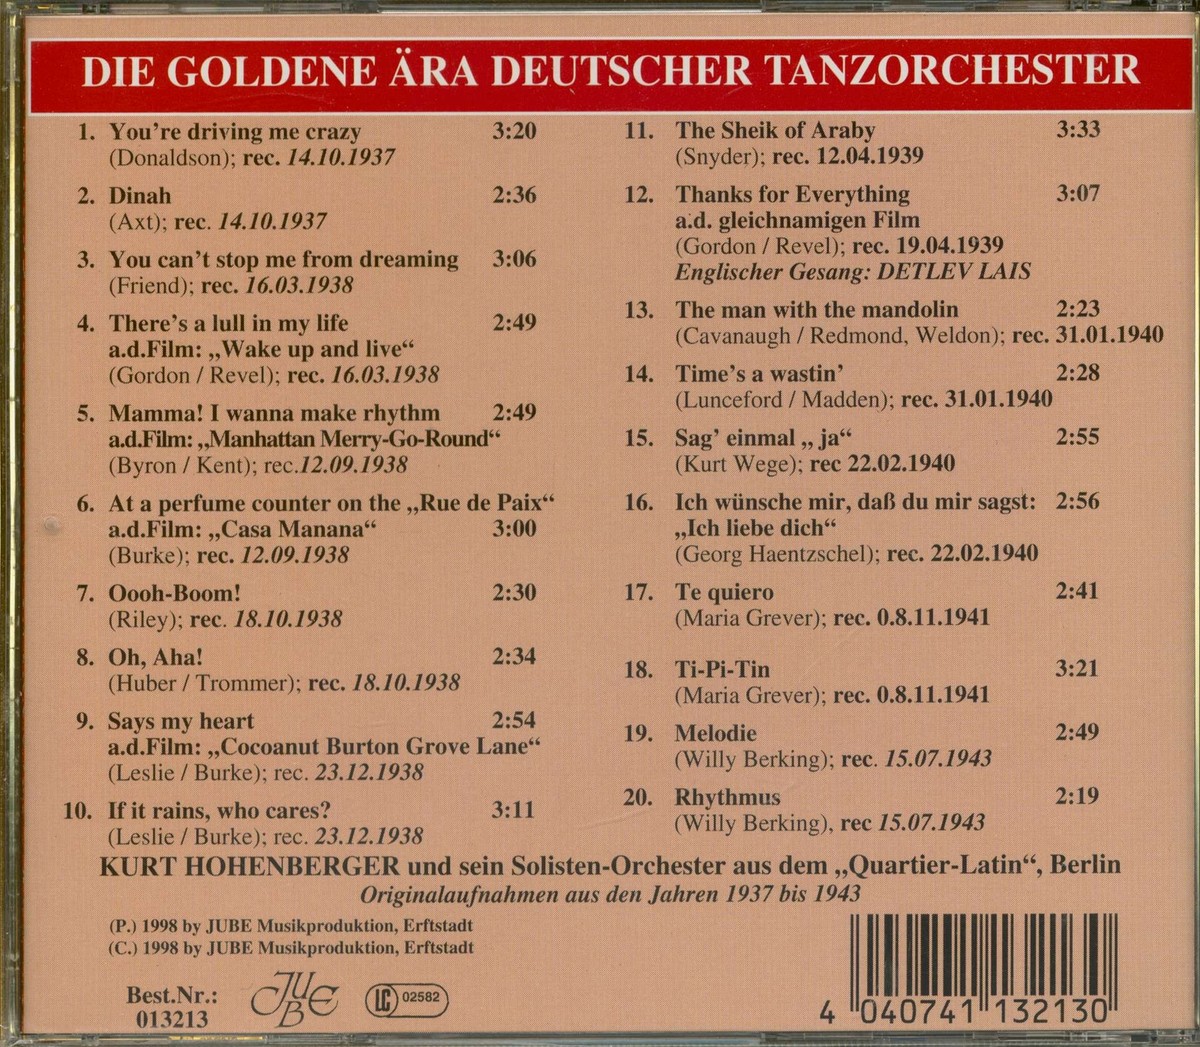 DIE GOLDENE ÄRA DEUTSCHER TANZORCHESTER
1. You're driving me crazy 3:20
(Donaldson); rec. 14.10.1937
2. Dinah 2:36
(Axt); rec. 14.10.1937
3. You can't stop me from dreaming 3:06
(Friend); rec. 16.03.1938
4. There's a lull in my life 2:49
a.d.Film: „Wake up and live“
(Gordon / Revel); rec. 16.03.1938
5. Mamma! I wanna make rhythm 2:49
a.d.Film: „Manhattan Merry-Go-Round“
(Byron / Kent); rec.12.09.1938
6. At a perfume counter on the „Rue de Paix“
a.d.Film: „Casa Manana“ 3:00
(Burke); rec. 12.09.1938
7. Oooh-Boom! 2:30
(Riley); rec. 18.10.1938
8. Oh, Aha! 2:34
(Huber / Trommer); rec. 18.10.1938
9. Says my heart 2:54
a.d.Film: „Cocoanut Burton Grove Lane“
(Leslie / Burke); rec. 23.12.1938
10. If it rains, who cares? 3:11
(Leslie / Burke); rec. 23.12.1938
11. The Sheik of Araby 3:33
(Snyder); rec. 12.04.1939
12. Thanks for Everything 3:07
a.d. gleichnamigen Film
(Gordon / Revel); rec. 19.04.1939
Englischer Gesang: DETLEV LAIS
13. The man with the mandolin 2:23
(Cavanaugh / Redmond, Weldon); rec. 31.01.1940
14. Time's a wastin' 2:28
(Lunceford / Madden); rec. 31.01.1940
15. Sag' einmal „ ja“ 2:55
(Kurt Wege); rec 22.02.1940
16. Ich wünsche mir, daß du mir sagst: 2:56
„Ich liebe dich“
(Georg Haentzschel); rec. 22.02.1940
17. Te quiero 2:41
(Maria Grever); rec. 0.8.11.1941
18. Ti-Pi-Tin 3:21
(Maria Grever); rec. 0.8.11.1941
19. Melodie 2:49
(Willy Berking); rec. 15.07.1943
20. Rhythmus 2:19
(Willy Berking), rec 15.07.1943
KURT HOHENBERGER und sein Solisten-Orchester aus dem „Quartier-Latin“, Berlin
Originalaufnahmen aus den Jahren 1937 bis 1943
(P.) 1998 by JUBE Musikproduktion, Erftstadt
(C.) 1998 by JUBE Musikproduktion, Erftstadt
Best.Nr.:
013213
JUBE
LC 02582
4 040741 132130